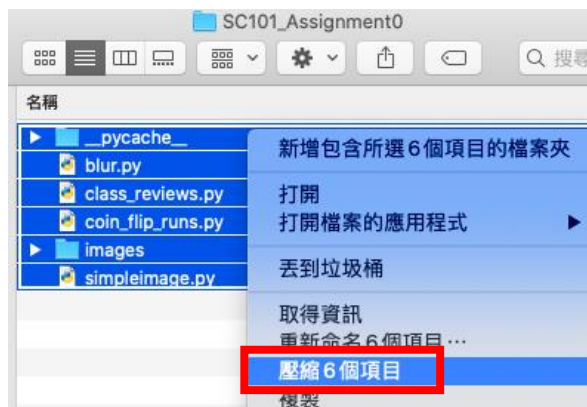 SC101_Assignment0
搜尋
名稱
__pycache__
blur.py
class_reviews.py
coin_flip_runs.py
images
simpleimage.py
新增包含所選6個項目的檔案夾
打開
打開檔案的應用程式
丟到垃圾桶
取得資訊
重新命名6個項目…
壓縮6個項目
複製